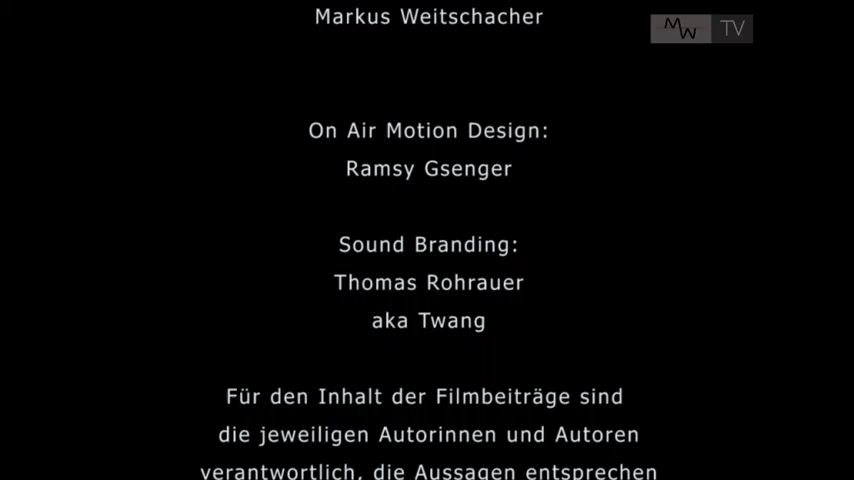 Markus Weitschacher
MW TV
On Air Motion Design:
Ramsy Gsenger
Sound Branding:
Thomas Rohrauer
aka Twang
Für den Inhalt der Filmbeiträge sind
die jeweiligen Autorinnen und Autoren
verantwortlich, die Aussagen entsprechen